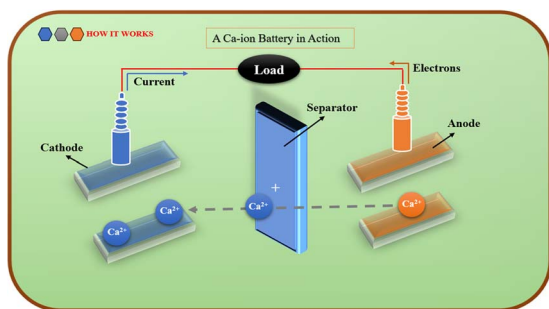 HOW IT WORKS
A Ca-ion Battery in Action
Load
Electrons
Current
Separator
Anode
Cathode
+
Ca²⁺
Ca²⁺
Ca²⁺
Ca²⁺